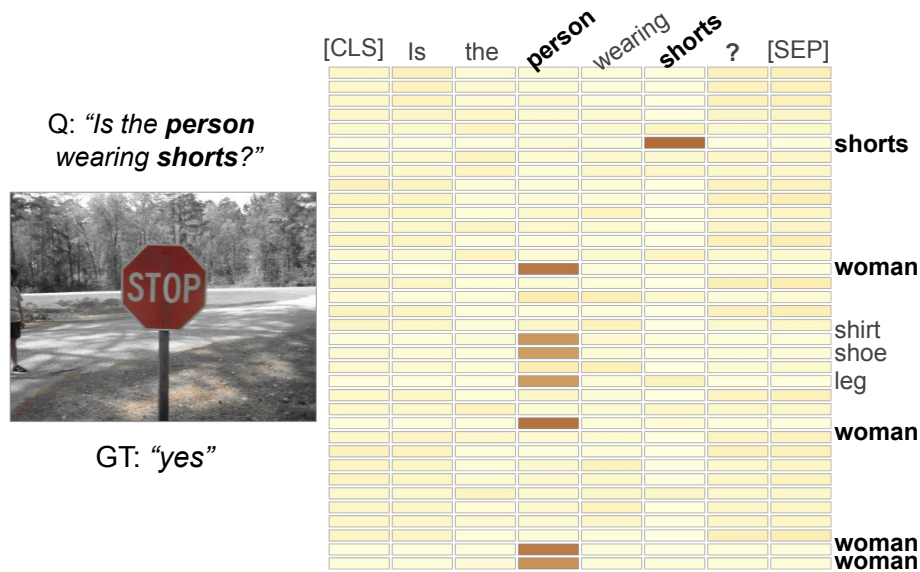 [CLS] Is the person wearing shorts ? [SEP]
Q: “Is the person
wearing shorts?”
STOP
GT: “yes”
shorts
woman
shirt
shoe
leg
woman
woman
woman